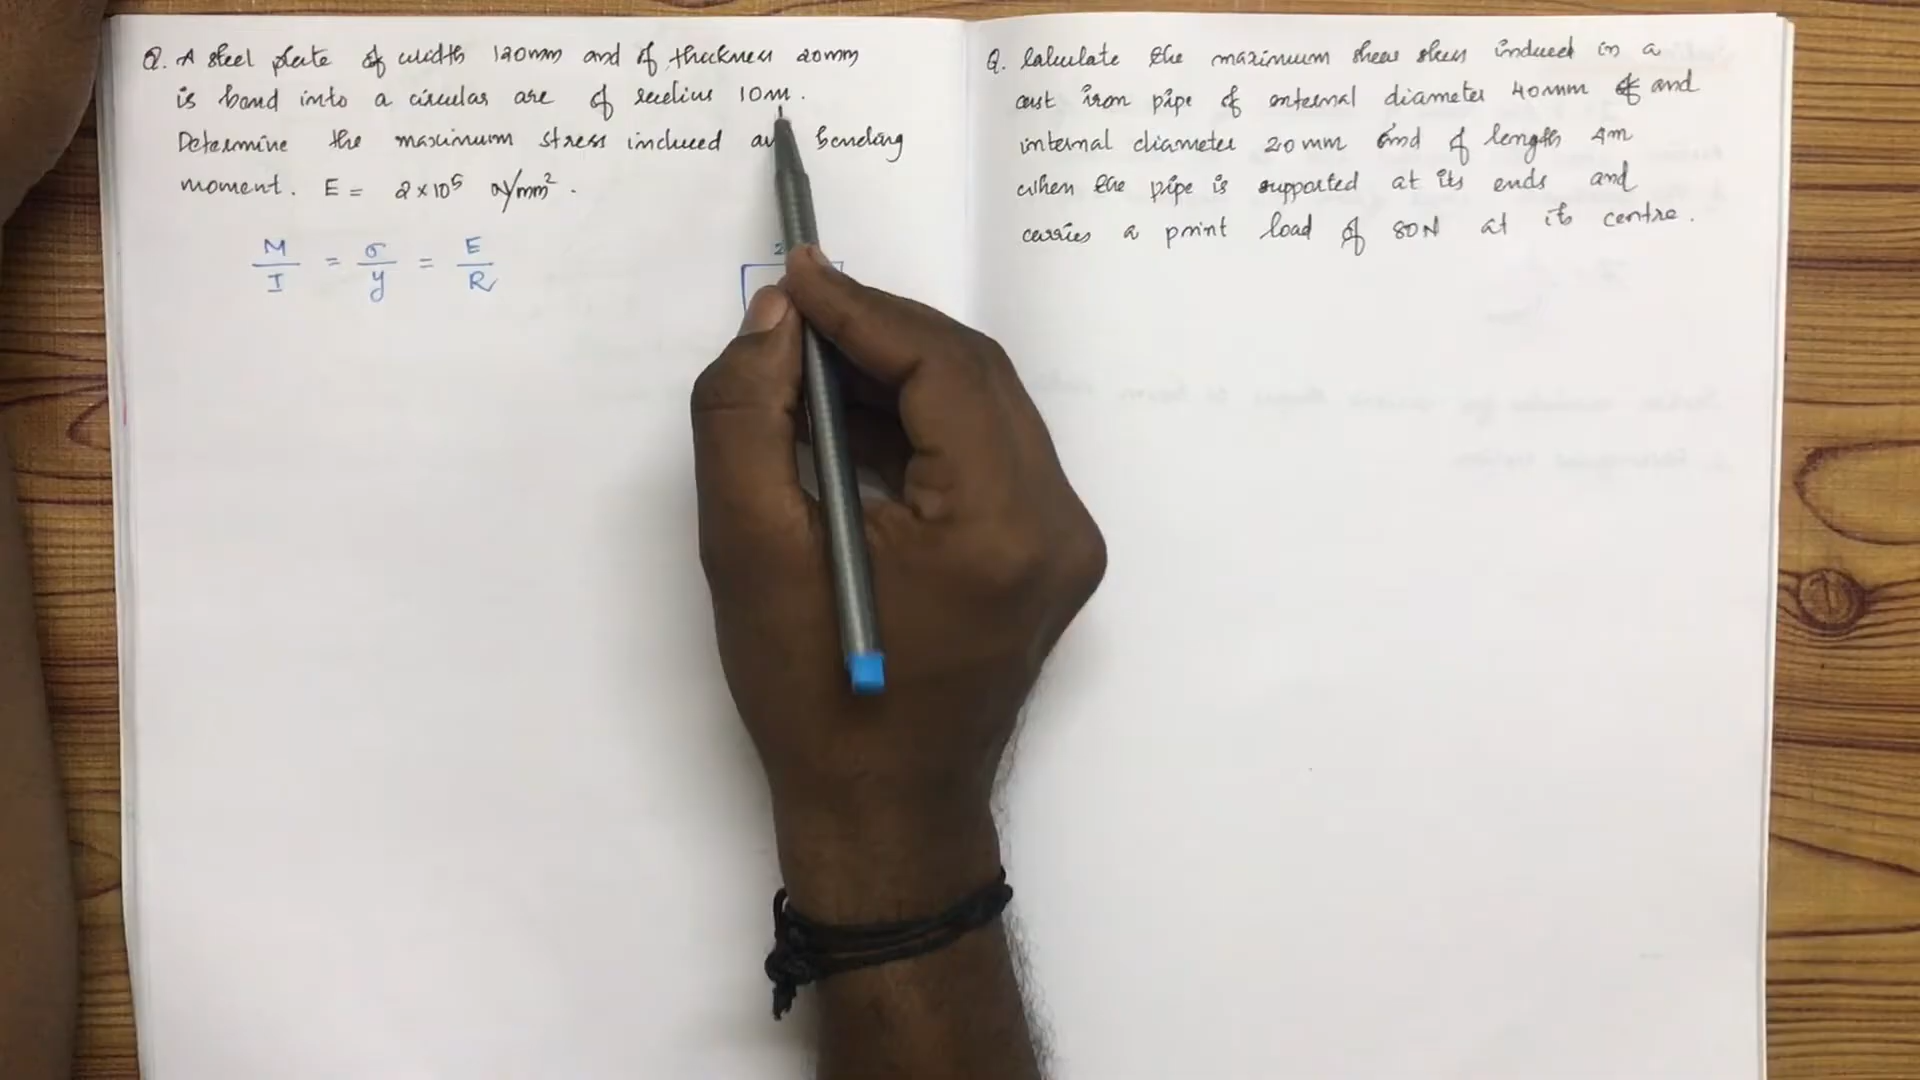 Q. A steel plate of width 120mm and of thickness 20mm
is band into a circular arc of radius 10m.
Determine the maximum stress induced bending
moment. E = 2×10⁵ N/mm².
M/I = σ/y = E/R
2
Q. Calculate the maximum shear stress induced in a
cast iron pipe of external diameter 40mm of and
internal diameter 20mm and of length 4m
when the pipe is supported at its ends and
carries a point load of 80N at its centre.